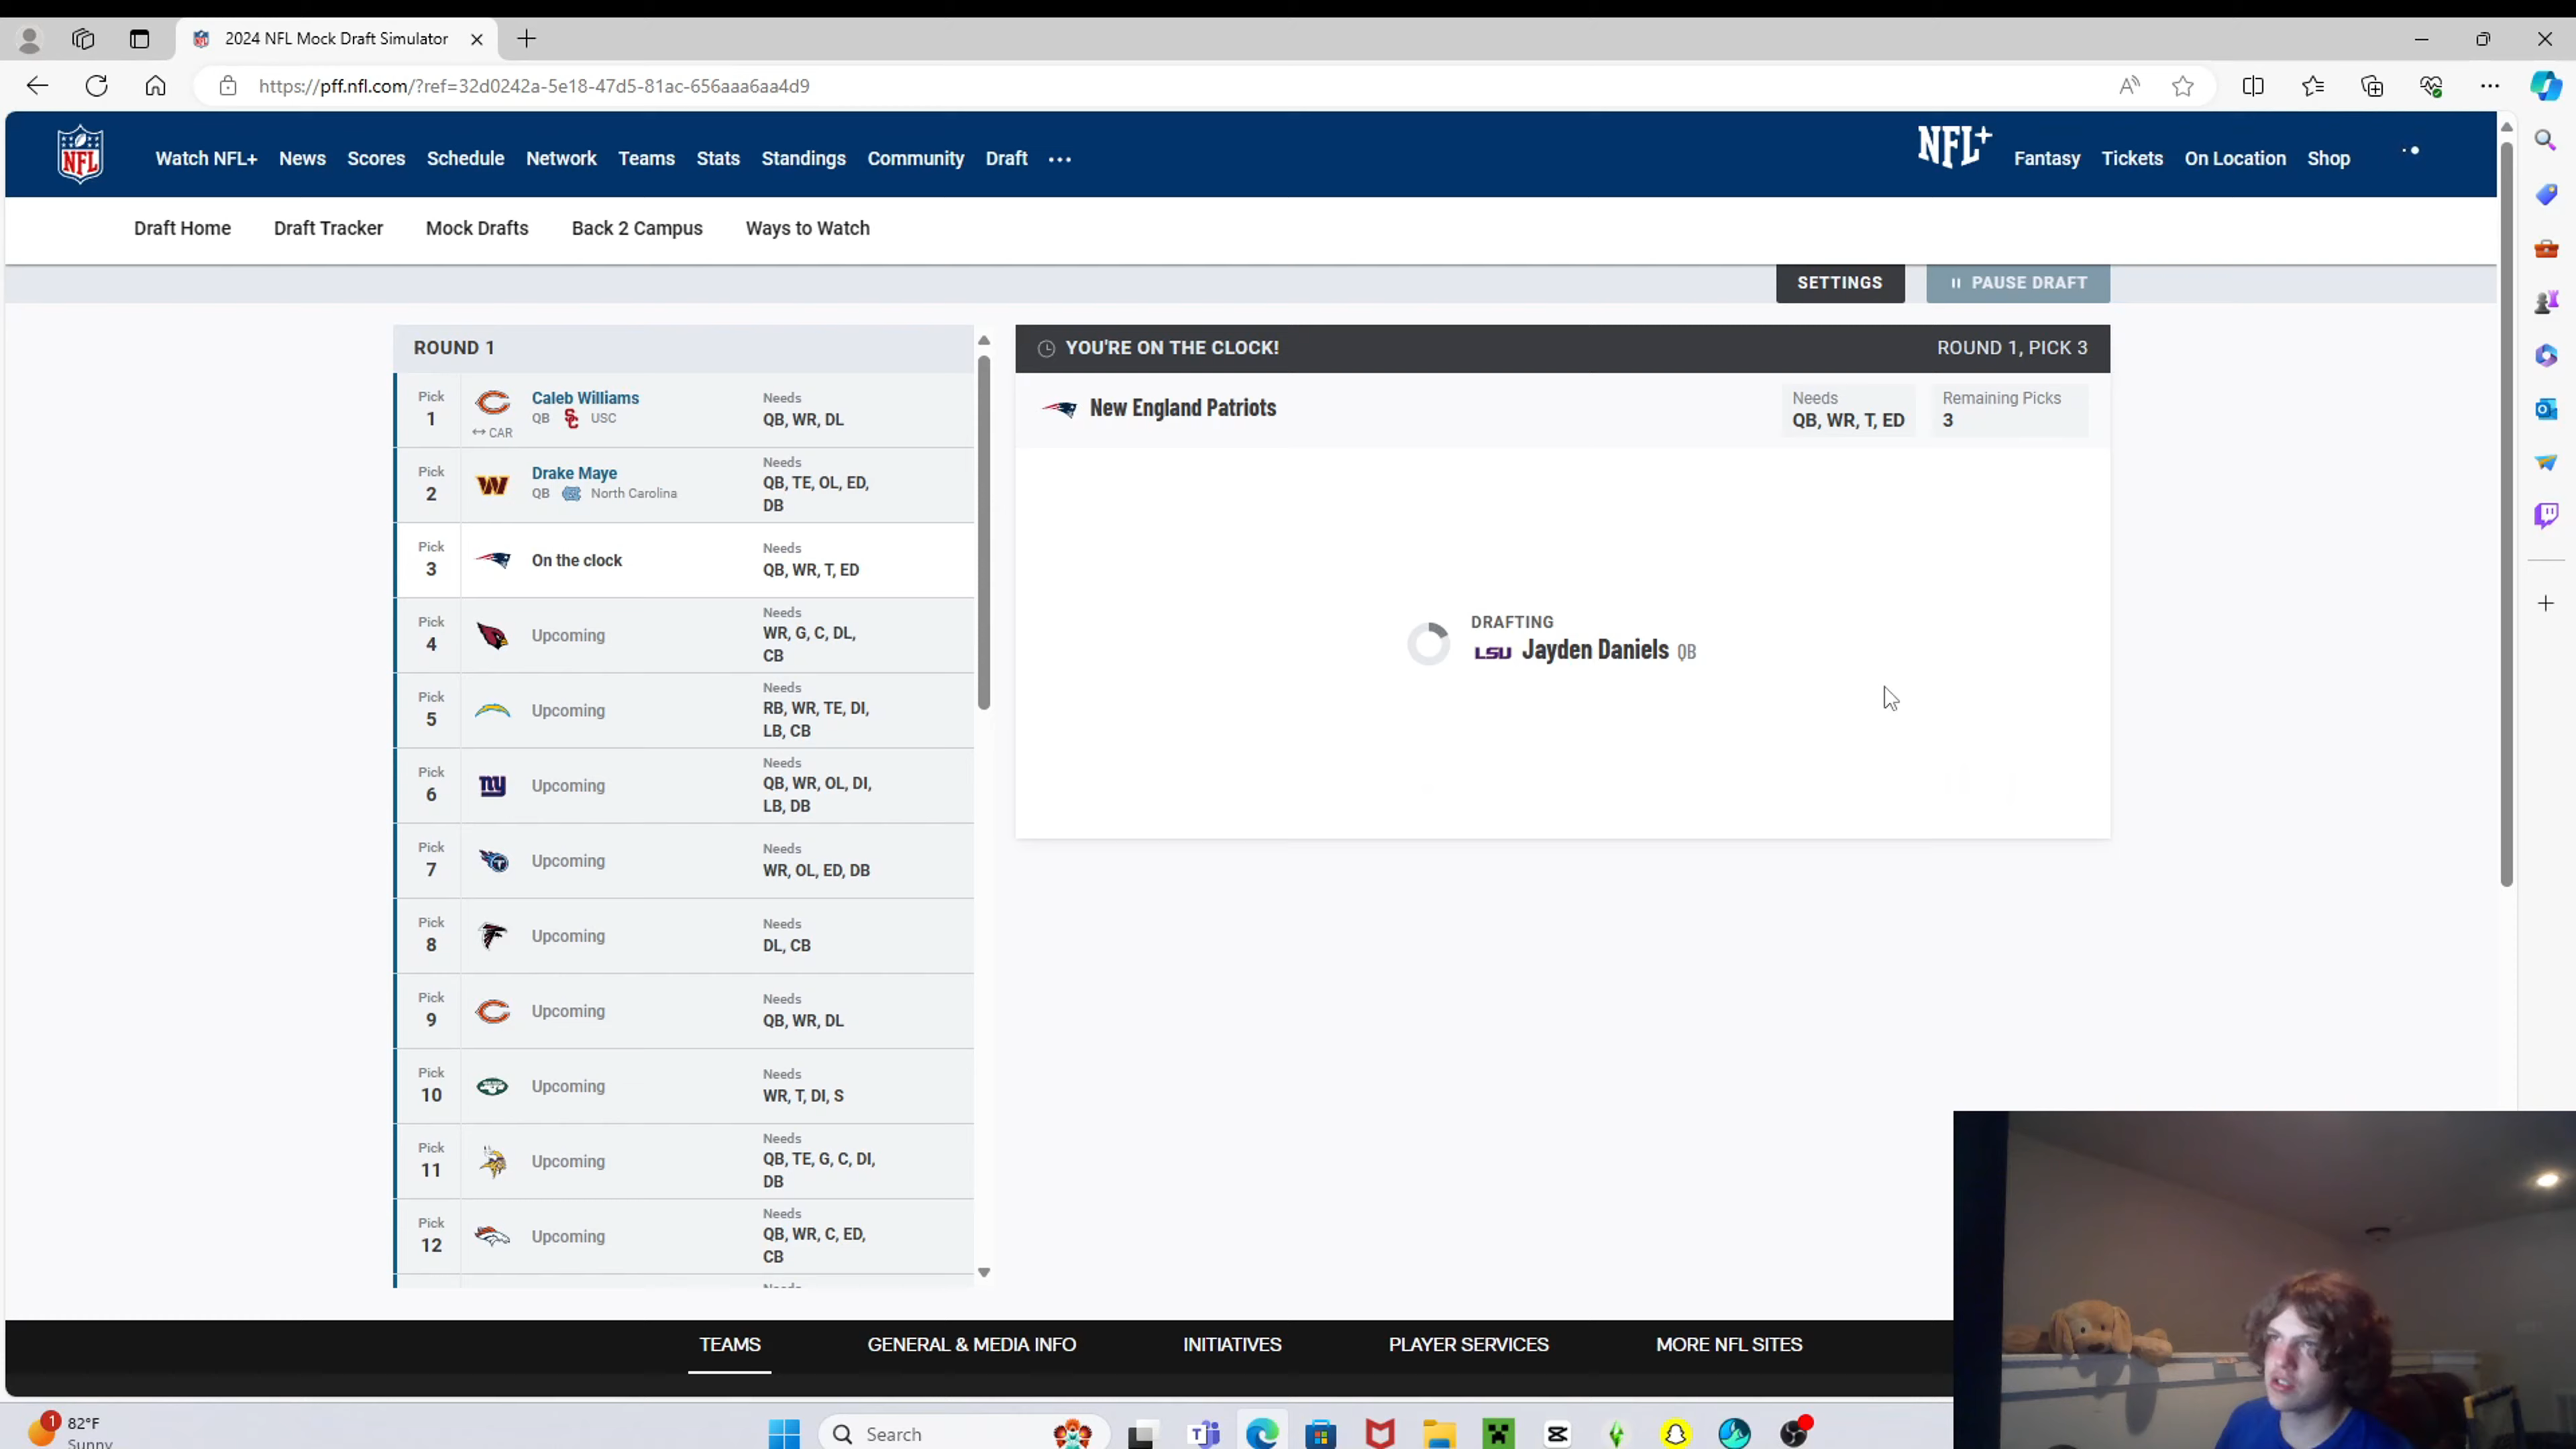 2024 NFL Mock Draft Simulator
https://pff.nfl.com/?ref=32d0242a-5e18-47d5-81ac-656aaa6aa4d9
NFL
Watch NFL+ News Scores Schedule Network Teams Stats Standings Community Draft
NFL+ Fantasy Tickets On Location Shop
Draft Home Draft Tracker Mock Drafts Back 2 Campus Ways to Watch
SETTINGS PAUSE DRAFT
ROUND 1
Pick 1 Caleb Williams Needs
QB SC USC QB, WR, DL
CAR
Pick 2 Drake Maye Needs
QB North Carolina QB, TE, OL, ED,
DB
Pick 3 On the clock Needs
QB, WR, T, ED
Pick 4 Upcoming Needs
WR, G, C, DL,
CB
Pick 5 Upcoming Needs
RB, WR, TE, DI,
LB, CB
Pick 6 ny Upcoming Needs
QB, WR, OL, DI,
LB, DB
Pick 7 Upcoming Needs
WR, OL, ED, DB
Pick 8 Upcoming Needs
DL, CB
Pick 9 Upcoming Needs
QB, WR, DL
Pick 10 Upcoming Needs
WR, T, DI, S
Pick 11 Upcoming Needs
QB, TE, G, C, DI,
DB
Pick 12 Upcoming Needs
QB, WR, C, ED,
CB
YOU'RE ON THE CLOCK! ROUND 1, PICK 3
New England Patriots
Needs
QB, WR, T, ED
Remaining Picks
3
DRAFTING
LSU Jayden Daniels QB
TEAMS GENERAL & MEDIA INFO INITIATIVES PLAYER SERVICES MORE NFL SITES
1 82°F
Sunny
Search